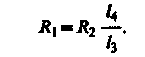 R₁ = R₂ l₄/l₃.